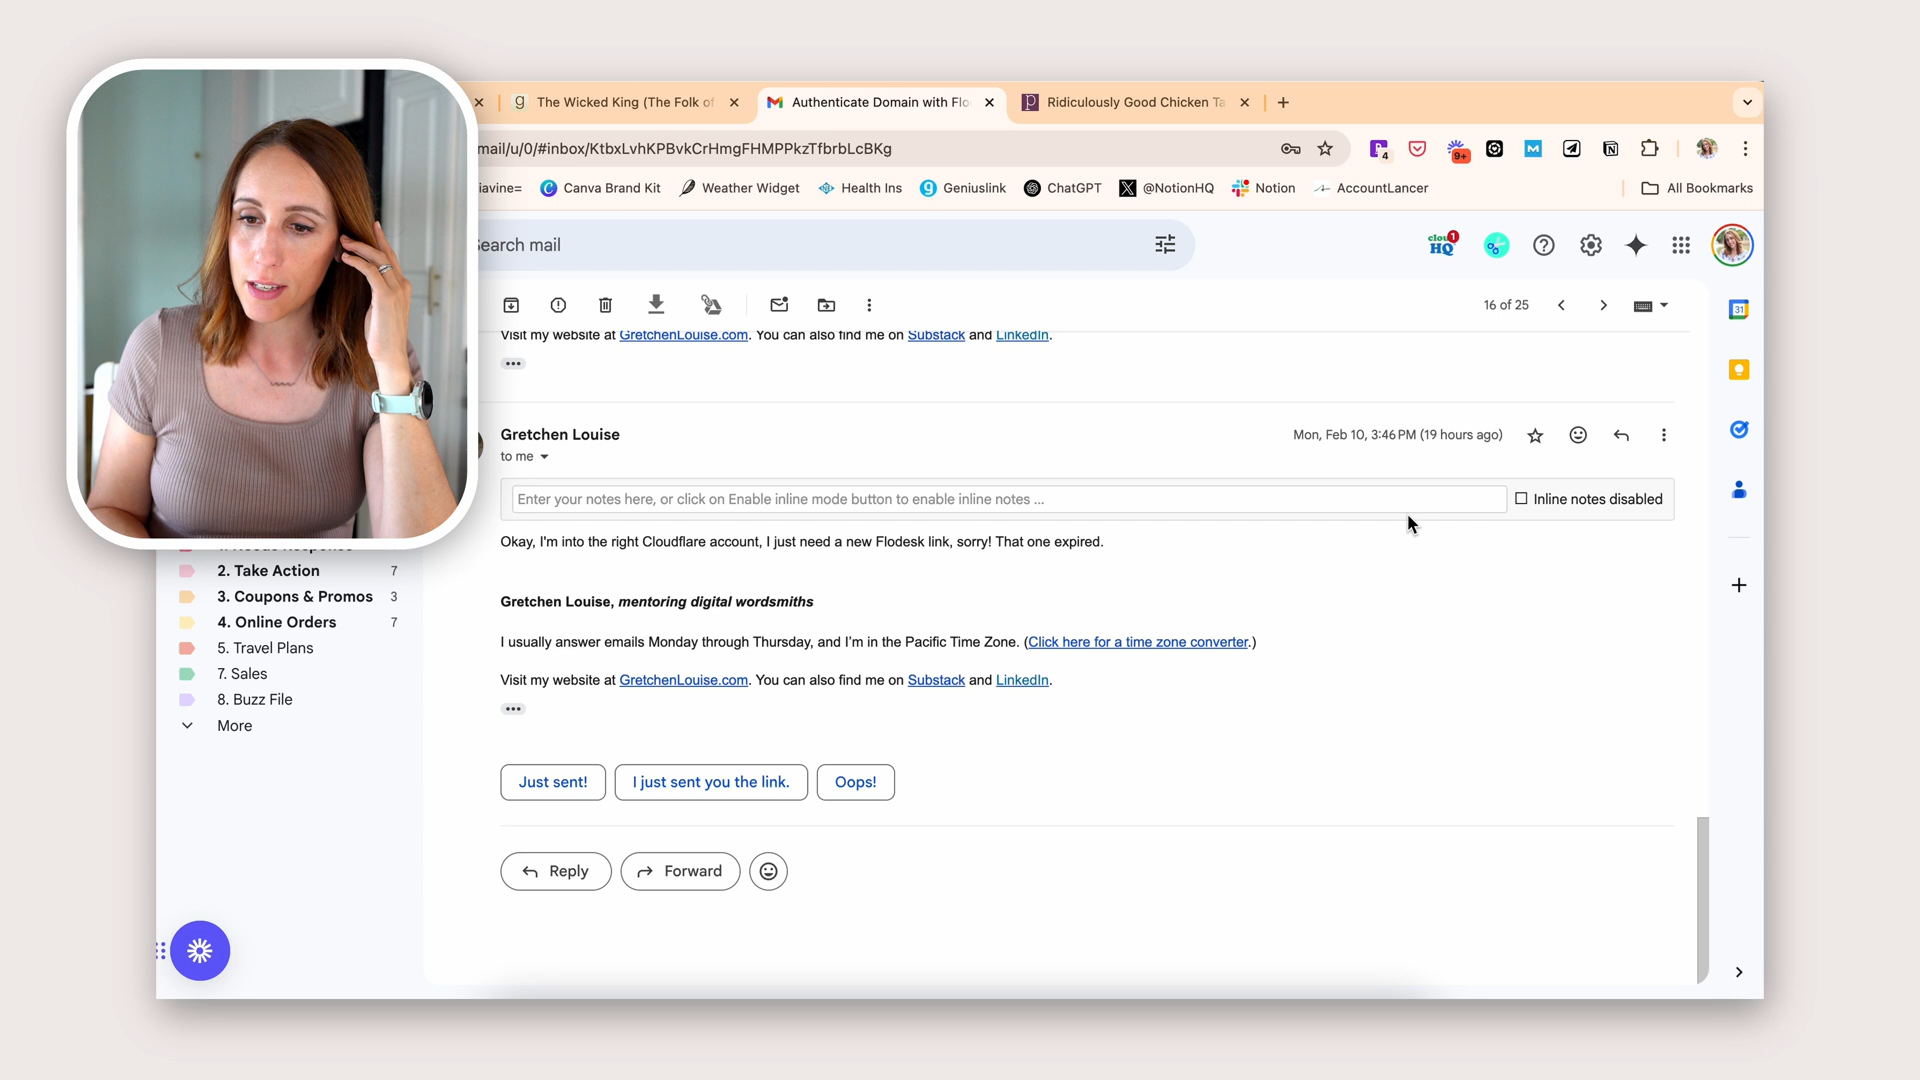 The Wicked King (The Folk of
Authenticate Domain with Flo
Ridiculously Good Chicken Ta
mail/u/0/#inbox/KtbxLvhKPBvkCrHmgFHMPPkzTfbrbLcBKg
4
9+
iavine=
Canva Brand Kit
Weather Widget
Health Ins
Geniuslink
ChatGPT
@NotionHQ
Notion
AccountLancer
All Bookmarks
Search mail
HQ
1
16 of 25
31
Visit my website at GretchenLouise.com. You can also find me on Substack and LinkedIn.
Gretchen Louise
Mon, Feb 10, 3:46 PM (19 hours ago)
to me
Enter your notes here, or click on Enable inline mode button to enable inline notes ...
Inline notes disabled
Okay, I'm into the right Cloudflare account, I just need a new Flodesk link, sorry! That one expired.
Gretchen Louise, mentoring digital wordsmiths
I usually answer emails Monday through Thursday, and I'm in the Pacific Time Zone. (Click here for a time zone converter.)
Visit my website at GretchenLouise.com. You can also find me on Substack and LinkedIn.
2. Take Action 7
3. Coupons & Promos 3
4. Online Orders 7
5. Travel Plans
7. Sales
8. Buzz File
More
Just sent!
I just sent you the link.
Oops!
Reply
Forward